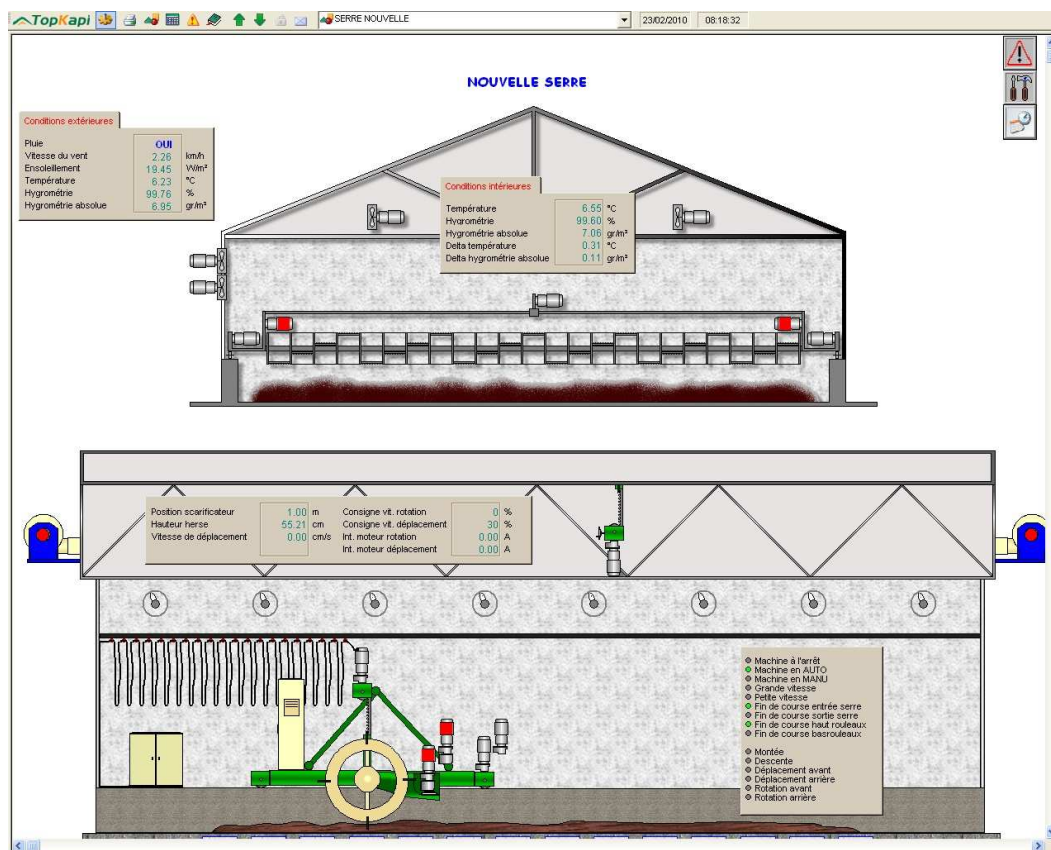 TopKapi
SERRE NOUVELLE
23/02/2010
08:18:32
NOUVELLE SERRE
Conditions extérieures
Pluie OUI
Vitesse du vent 2.26 km/h
Ensoleillement 19.45 W/m²
Température 6.23 °C
Hygrométrie 99.76 %
Hygrométrie absolue 6.95 gr/m³
Conditions intérieures
Température 6.55 °C
Hygrométrie 99.60 %
Hygrométrie absolue 7.06 gr/m³
Delta température 0.31 °C
Delta hygrométrie absolue 0.11 gr/m³
Position scarificateur 1.00 m Consigne vit. rotation 0 %
Hauteur herse 55.21 cm Consigne vit. déplacement 30 %
Vitesse de déplacement 0.00 cm/s Int. moteur rotation 0.00 A
Int. moteur déplacement 0.00 A
Machine à l'arrêt
Machine en AUTO
Machine en MANU
Grande vitesse
Petite vitesse
Fin de course entrée serre
Fin de course sortie serre
Fin de course haut rouleaux
Fin de course basrouleaux
Montée
Descente
Déplacement avant
Déplacement arrière
Rotation avant
Rotation arrière